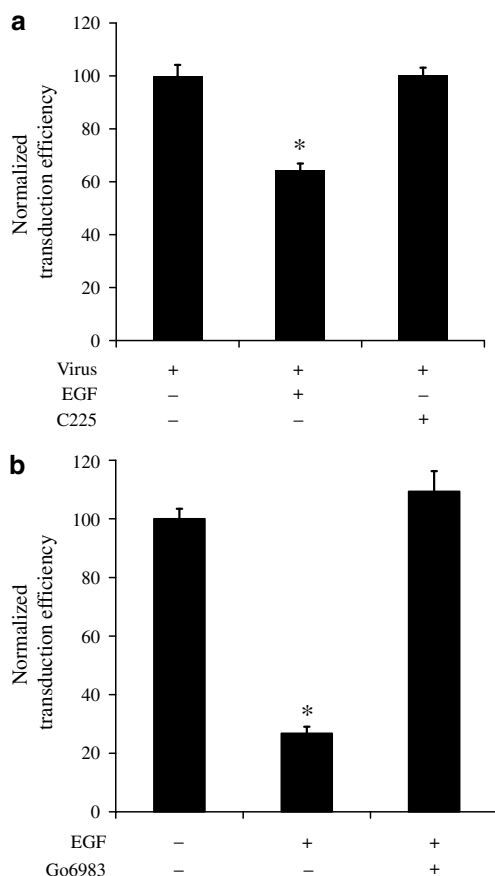 a
120
100
80
60
40
20
0
Normalized
transduction efficiency
*
Virus + + +
EGF – + –
C225 – – +
b
120
100
80
60
40
20
0
Normalized
transduction efficiency
*
EGF – + +
Go6983 – – +